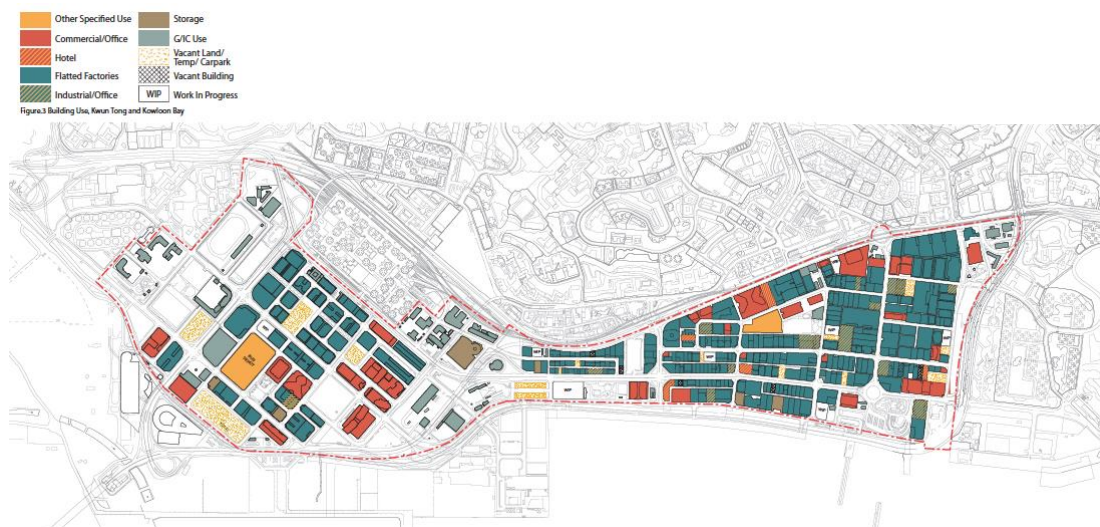 Other Specified Use
Commercial/Office
Hotel
Flatted Factories
Industrial/Office
Storage
G/IC Use
Vacant Land/
Temp/ Carpark
Vacant Building
WIP Work In Progress
Figure.3 Building Use, Kwun Tong and Kowloon Bay
WIP
WIP
WIP
WIP
WIP
WIP
WIP